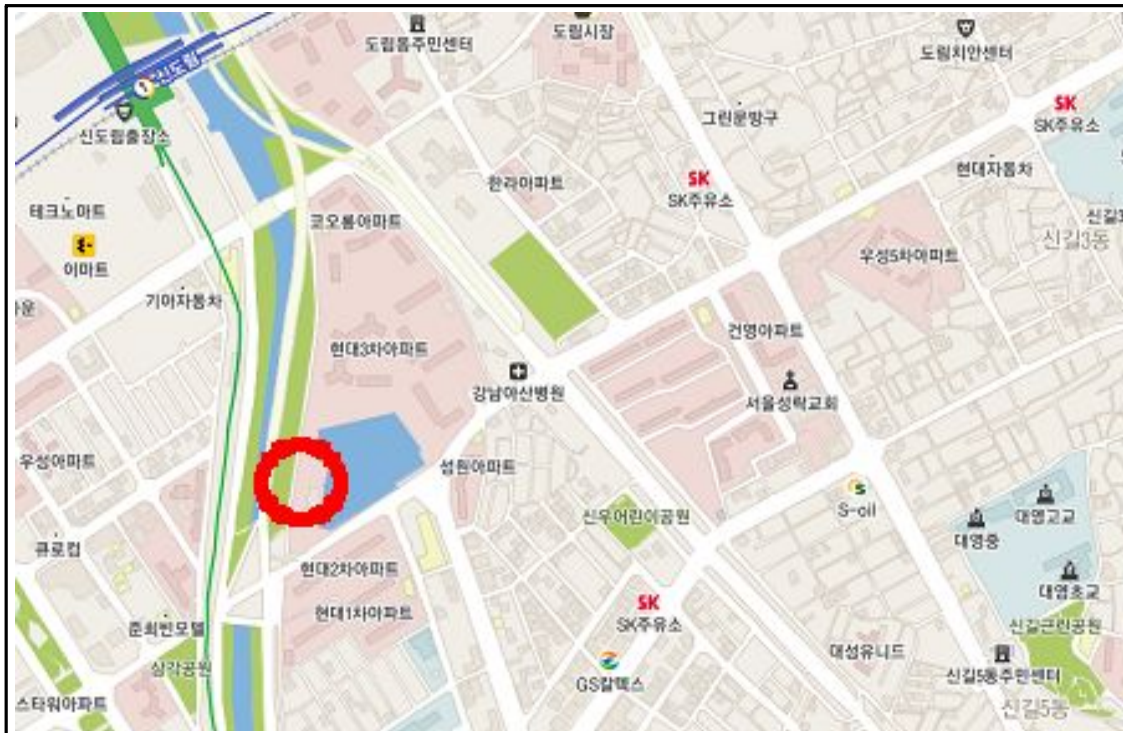 도림동주민센터
도림시장
도림치안센터
신도림
1
신도림출장소
그린문방구
SK
SK주유소
현대자동차
한라아파트
SK
SK주유소
테크노마트
코오롱아파트
신길3동
우성5차아파트
이마트
기아자동차
건영아파트
현대3차아파트
강남아산병원
서울성락교회
우성아파트
성원아파트
S-oil
신우어린이공원
대영고교
대영중
큐로컴
현대2차아파트
대영초교
SK
SK주유소
현대1차아파트
준희빈모텔
신길근린공원
삼각공원
대성유니드
신길5동주민센터
GS칼텍스
스타워아파트
신길5동